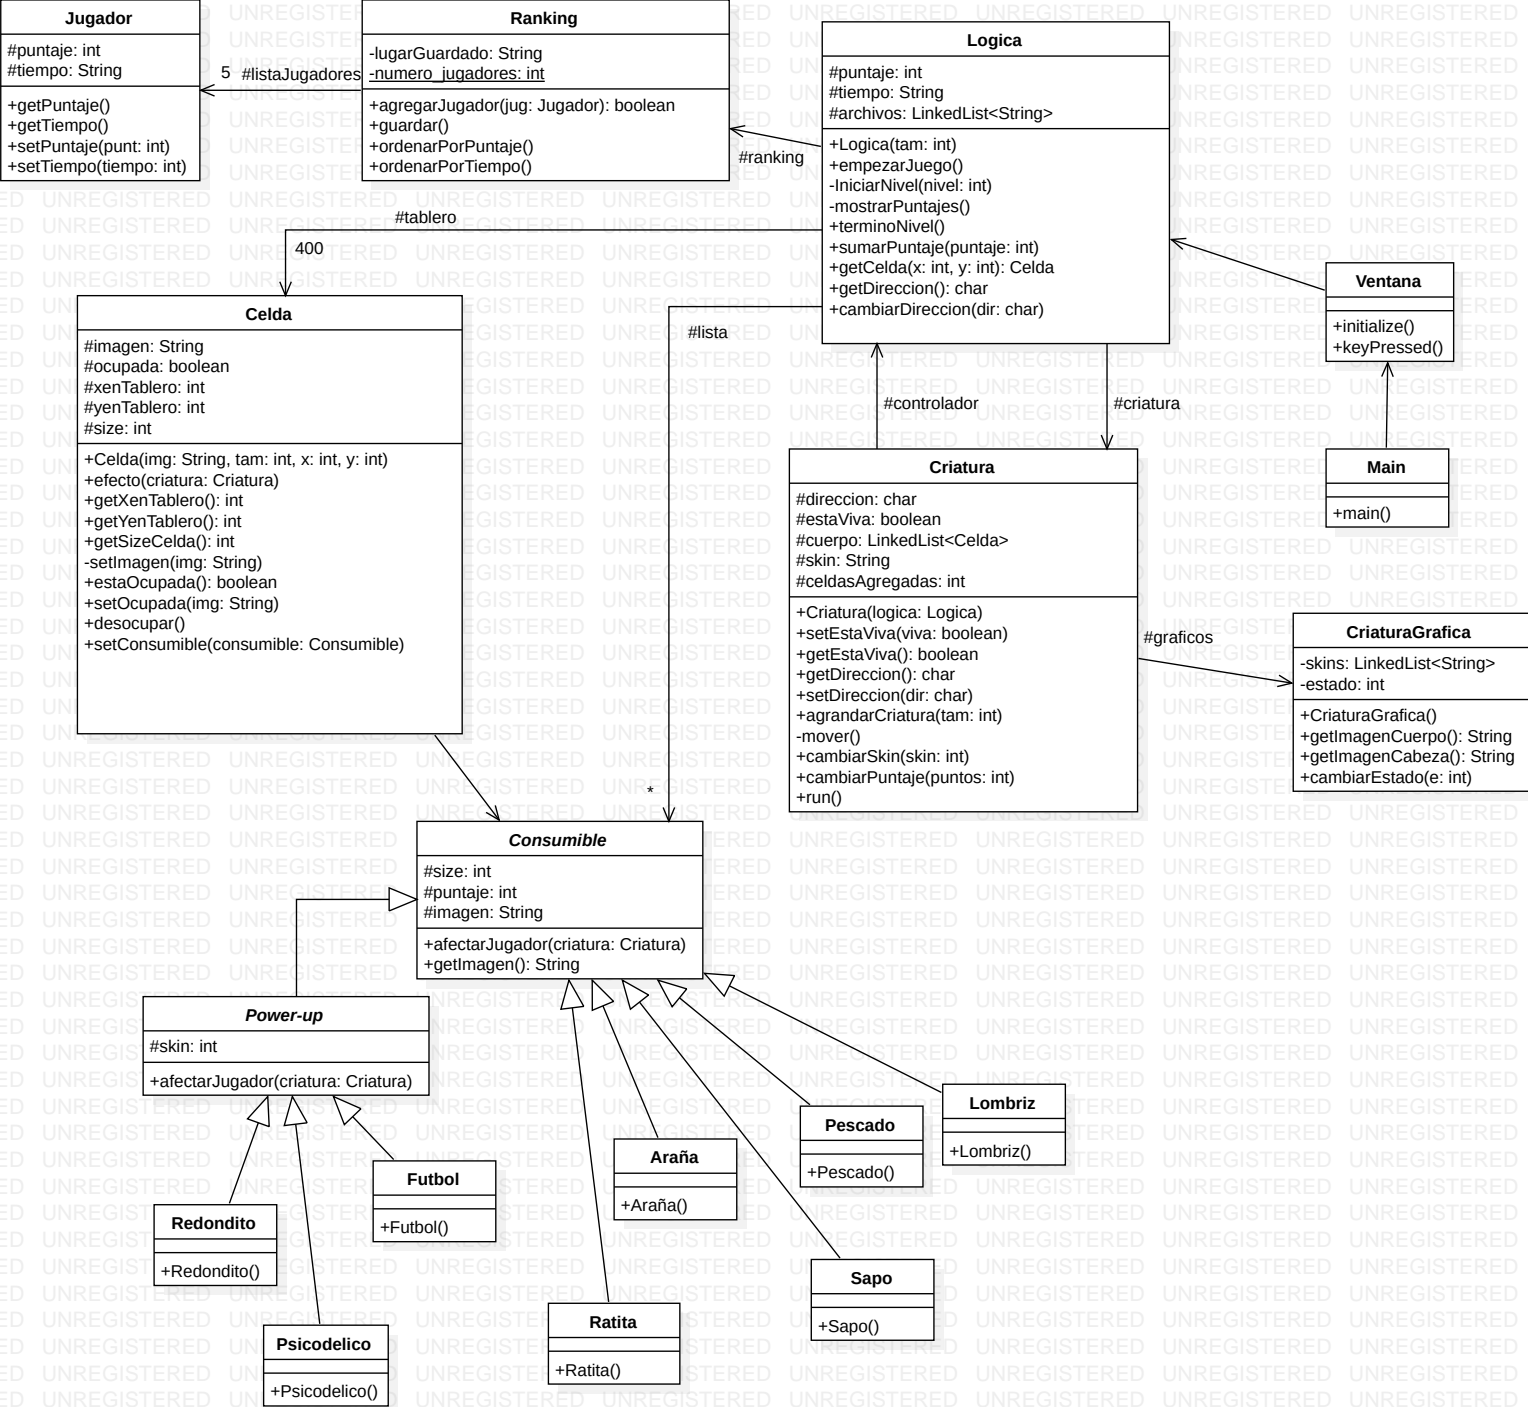 Jugador
#puntaje: int
#tiempo: String
+getPuntaje()
+getTiempo()
+setPuntaje(punt: int)
+setTiempo(tiempo: int)
5 #listaJugadores
Ranking
-lugarGuardado: String
-numero_jugadores: int
+agregarJugador(jug: Jugador): boolean
+guardar()
+ordenarPorPuntaje()
+ordenarPorTiempo()
#ranking
Logica
#puntaje: int
#tiempo: String
#archivos: LinkedList<String>
+Logica(tam: int)
+empezarJuego()
-IniciarNivel(nivel: int)
-mostrarPuntajes()
+terminoNivel()
+sumarPuntaje(puntaje: int)
+getCelda(x: int, y: int): Celda
+getDireccion(): char
+cambiarDireccion(dir: char)
#tablero
400
#lista
*
Ventana
+initialize()
+keyPressed()
Main
+main()
Celda
#imagen: String
#ocupada: boolean
#xenTablero: int
#yenTablero: int
#size: int
+Celda(img: String, tam: int, x: int, y: int)
+efecto(criatura: Criatura)
+getXenTablero(): int
+getYenTablero(): int
+getSizeCelda(): int
-setImagen(img: String)
+estaOcupada(): boolean
+setOcupada(img: String)
+desocupar()
+setConsumible(consumible: Consumible)
#controlador
#criatura
Criatura
#direccion: char
#estaViva: boolean
#cuerpo: LinkedList<Celda>
#skin: String
#celdasAgregadas: int
+Criatura(logica: Logica)
+setEstaViva(viva: boolean)
+getEstaViva(): boolean
+getDireccion(): char
+setDireccion(dir: char)
+agrandarCriatura(tam: int)
-mover()
+cambiarSkin(skin: int)
+cambiarPuntaje(puntos: int)
+run()
#graficos
CriaturaGrafica
-skins: LinkedList<String>
-estado: int
+CriaturaGrafica()
+getImagenCuerpo(): String
+getImagenCabeza(): String
+cambiarEstado(e: int)
Consumible
#size: int
#puntaje: int
#imagen: String
+afectarJugador(criatura: Criatura)
+getImagen(): String
Power-up
#skin: int
+afectarJugador(criatura: Criatura)
Redondito
+Redondito()
Psicodelico
+Psicodelico()
Futbol
+Futbol()
Ratita
+Ratita()
Araña
+Araña()
Sapo
+Sapo()
Pescado
+Pescado()
Lombriz
+Lombriz()
UNREGISTERED